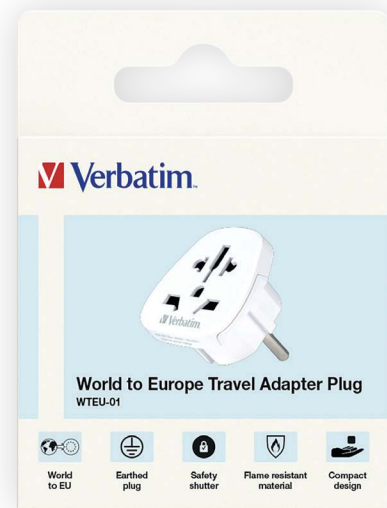 Verbatim™
Verbatim
World to Europe Travel Adapter Plug
WTEU-01
World
to EU
Earthed
plug
Safety
shutter
Flame resistant
material
Compact
design